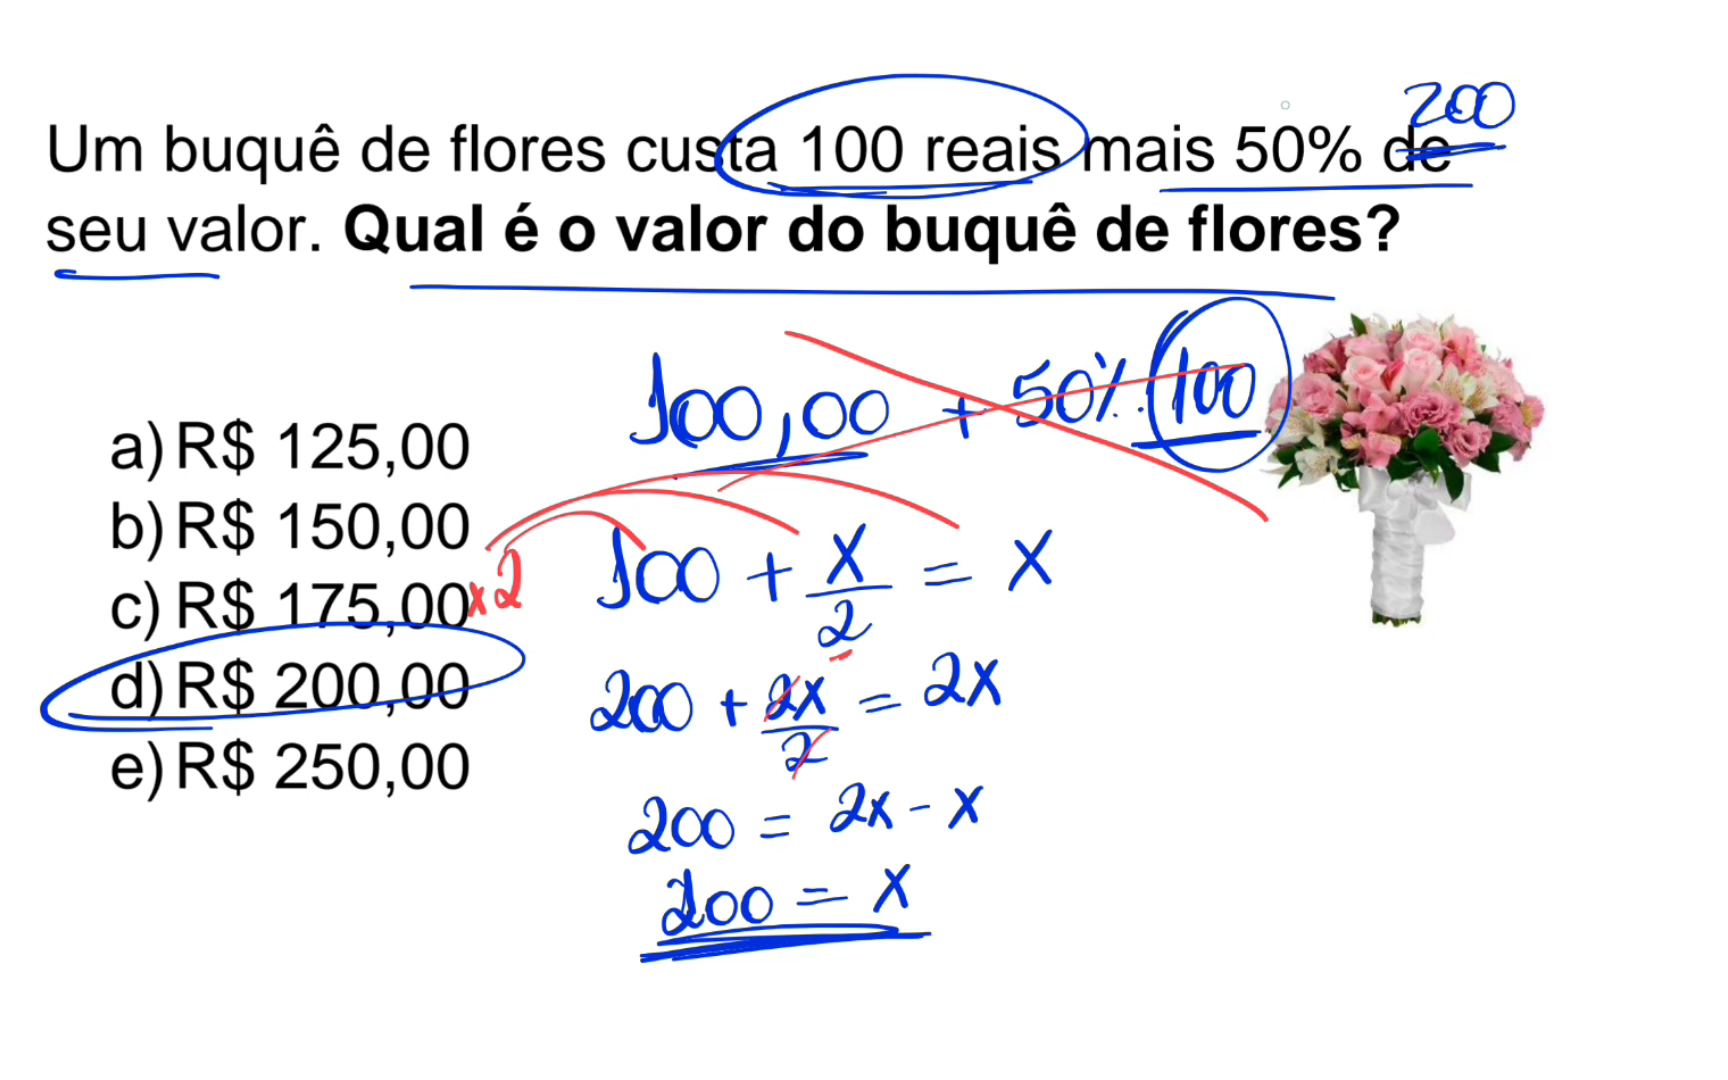 200
Um buquê de flores custa 100 reais mais 50% de
seu valor. Qual é o valor do buquê de flores?
100,00 + 50%.100
a) R$ 125,00
b) R$ 150,00
c) R$ 175,00
d) R$ 200,00
e) R$ 250,00
x2
100 + x/2 = x
200 + 2x/2 = 2x
200 = 2x - x
200 = x